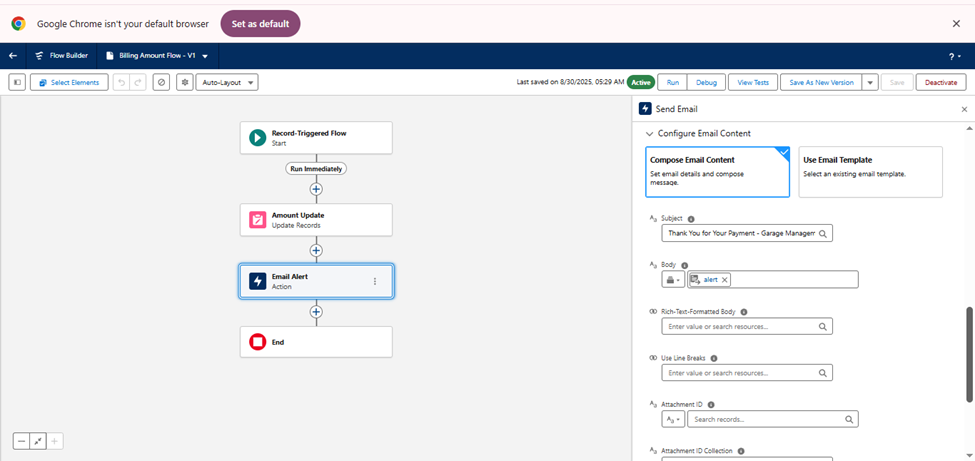 Google Chrome isn't your default browser
Set as default
Flow Builder
Billing Amount Flow - V1
?
Select Elements
Auto-Layout
Last saved on 8/30/2025, 05:29 AM
Active
Run
Debug
View Tests
Save As New Version
Save
Deactivate
Record-Triggered Flow
Start
Run Immediately
Amount Update
Update Records
Email Alert
Action
End
Send Email
Configure Email Content
Compose Email Content
Set email details and compose
message.
Use Email Template
Select an existing email template.
Aa Subject
Thank You for Your Payment - Garage Managem
Aa Body
alert
Rich-Text-Formatted Body
Enter value or search resources...
Use Line Breaks
Enter value or search resources...
Aa Attachment ID
Aa Search records...
Aa Attachment ID Collection